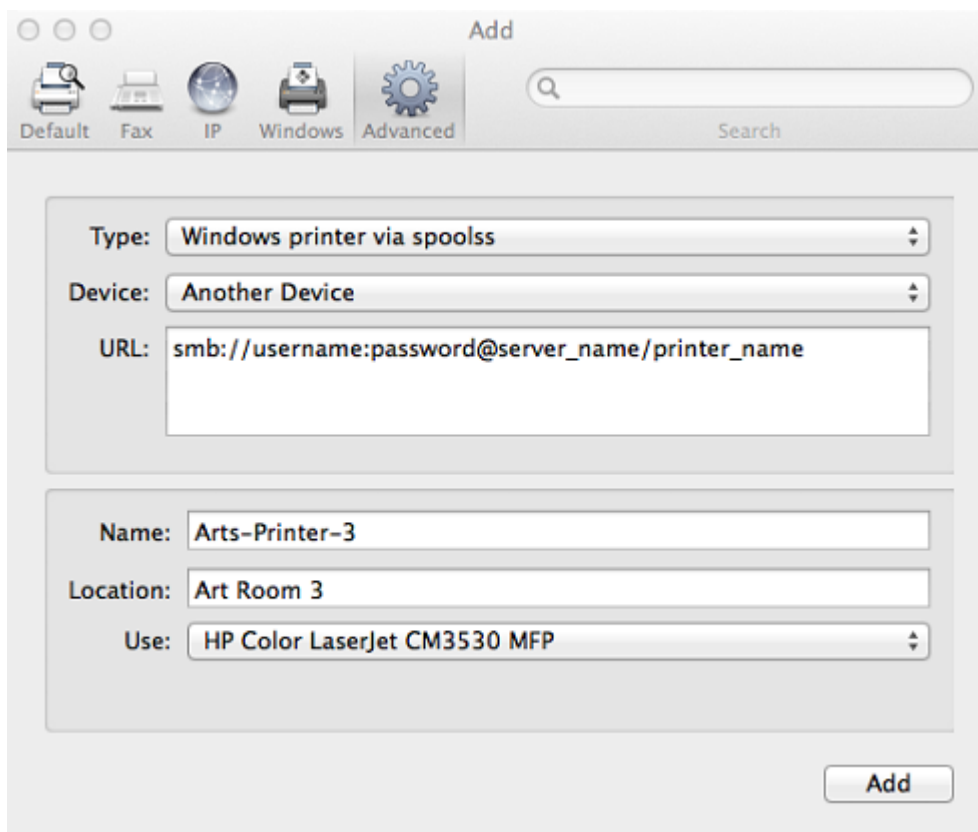 Add
Default Fax IP Windows Advanced Search
Type: Windows printer via spoolss
Device: Another Device
URL: smb://username:password@server_name/printer_name
Name: Arts-Printer-3
Location: Art Room 3
Use: HP Color LaserJet CM3530 MFP
Add